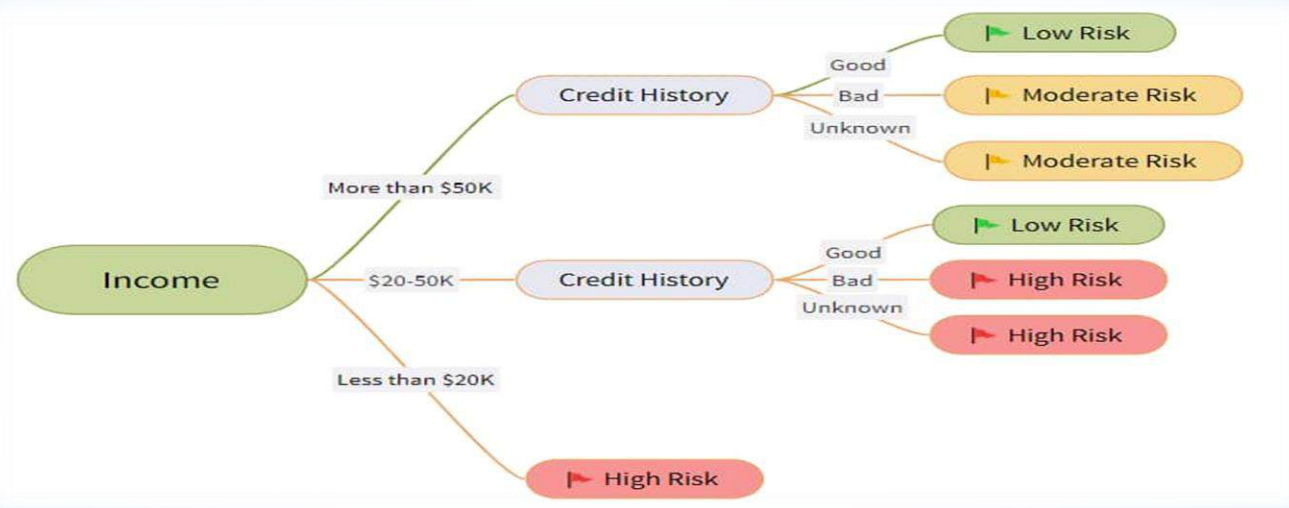 Low Risk
Good
Credit History
Bad
Moderate Risk
Unknown
Moderate Risk
More than $50K
Low Risk
Good
Income
$20-50K
Credit History
Bad
High Risk
Unknown
High Risk
Less than $20K
High Risk